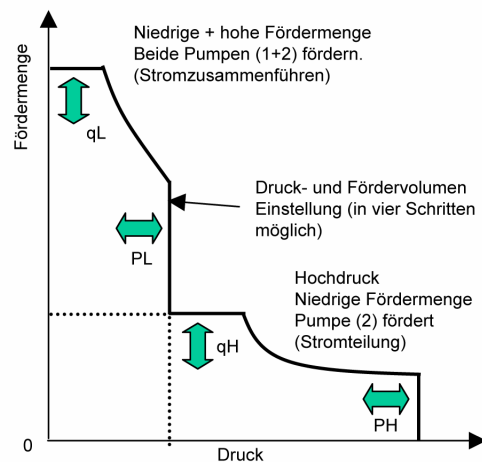 Niedrige + hohe Fördermenge
Beide Pumpen (1+2) fördern.
(Stromzusammenführen)
Fördermenge
qL
Druck- und Fördervolumen
Einstellung (in vier Schritten
möglich)
PL
Hochdruck
Niedrige Fördermenge
Pumpe (2) fördert
(Stromteilung)
qH
PH
0
Druck